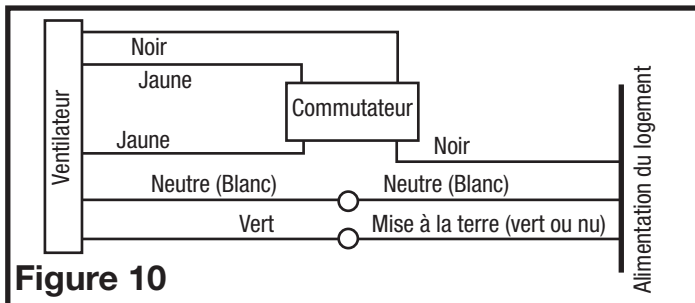 Noir
Jaune
Commutateur
Jaune
Noir
Neutre (Blanc)
Neutre (Blanc)
Vert
Mise à la terre (vert ou nu)
Ventilateur
Alimentation du logement
Figure 10